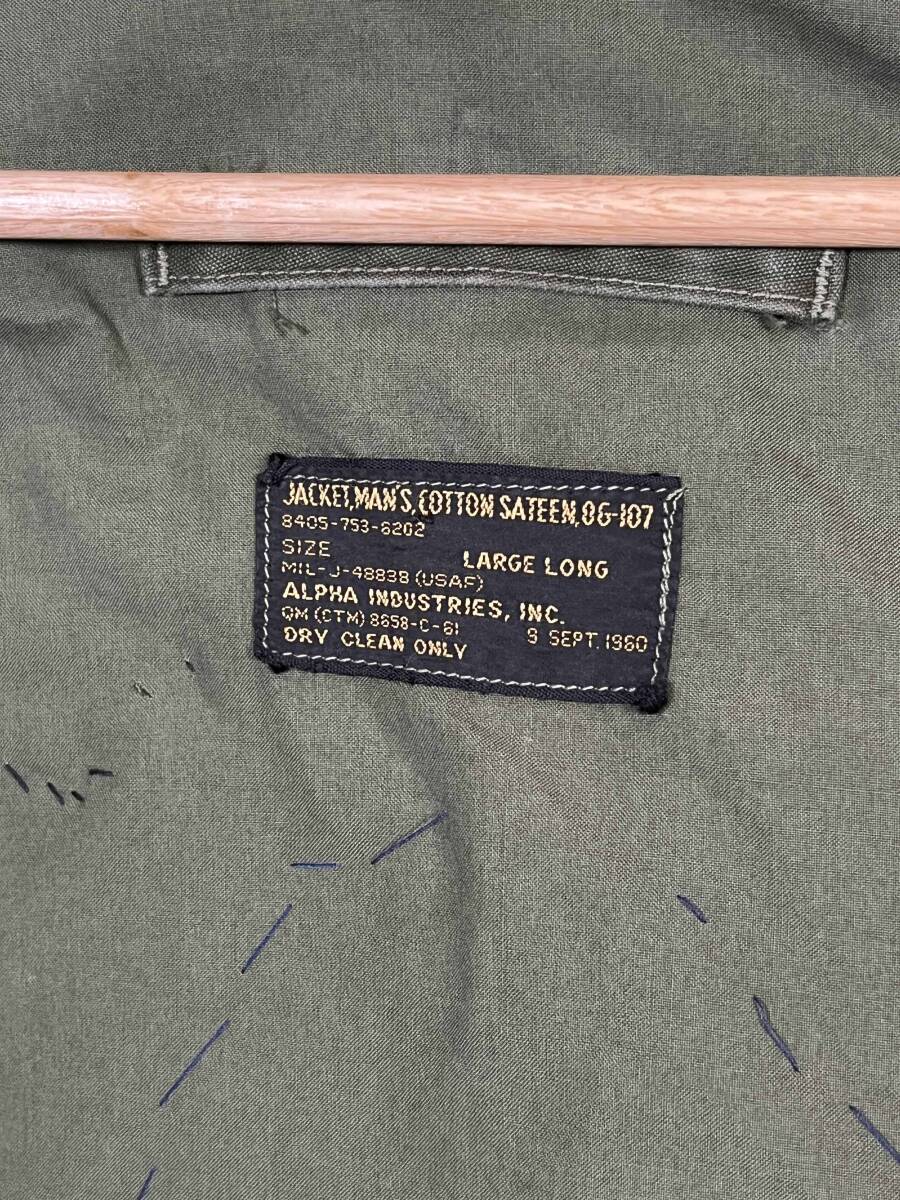 JACKET, MAN'S, COTTON SATEEN, OG-107
8405-753-6202
SIZE LARGE LONG
MIL-J-4883B (USAF)
ALPHA INDUSTRIES, INC.
QM (CTM) 8658-C-61 9 SEPT. 1960
DRY CLEAN ONLY